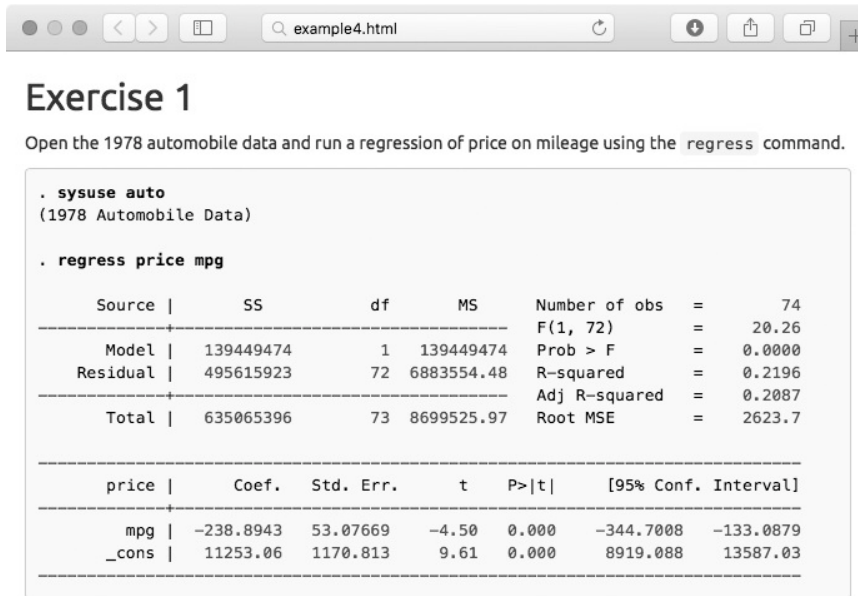 example4.html
Exercise 1
Open the 1978 automobile data and run a regression of price on mileage using the regress command.
. sysuse auto
(1978 Automobile Data)
. regress price mpg
Source | SS df MS Number of obs = 74
-------------+---------------------------------- F(1, 72) = 20.26
Model | 139449474 1 139449474 Prob > F = 0.0000
Residual | 495615923 72 6883554.48 R-squared = 0.2196
-------------+---------------------------------- Adj R-squared = 0.2087
Total | 635065396 73 8699525.97 Root MSE = 2623.7
------------------------------------------------------------------------------
price | Coef. Std. Err. t P>|t| [95% Conf. Interval]
-------------+----------------------------------------------------------------
mpg | -238.8943 53.07669 -4.50 0.000 -344.7008 -133.0879
_cons | 11253.06 1170.813 9.61 0.000 8919.088 13587.03
------------------------------------------------------------------------------